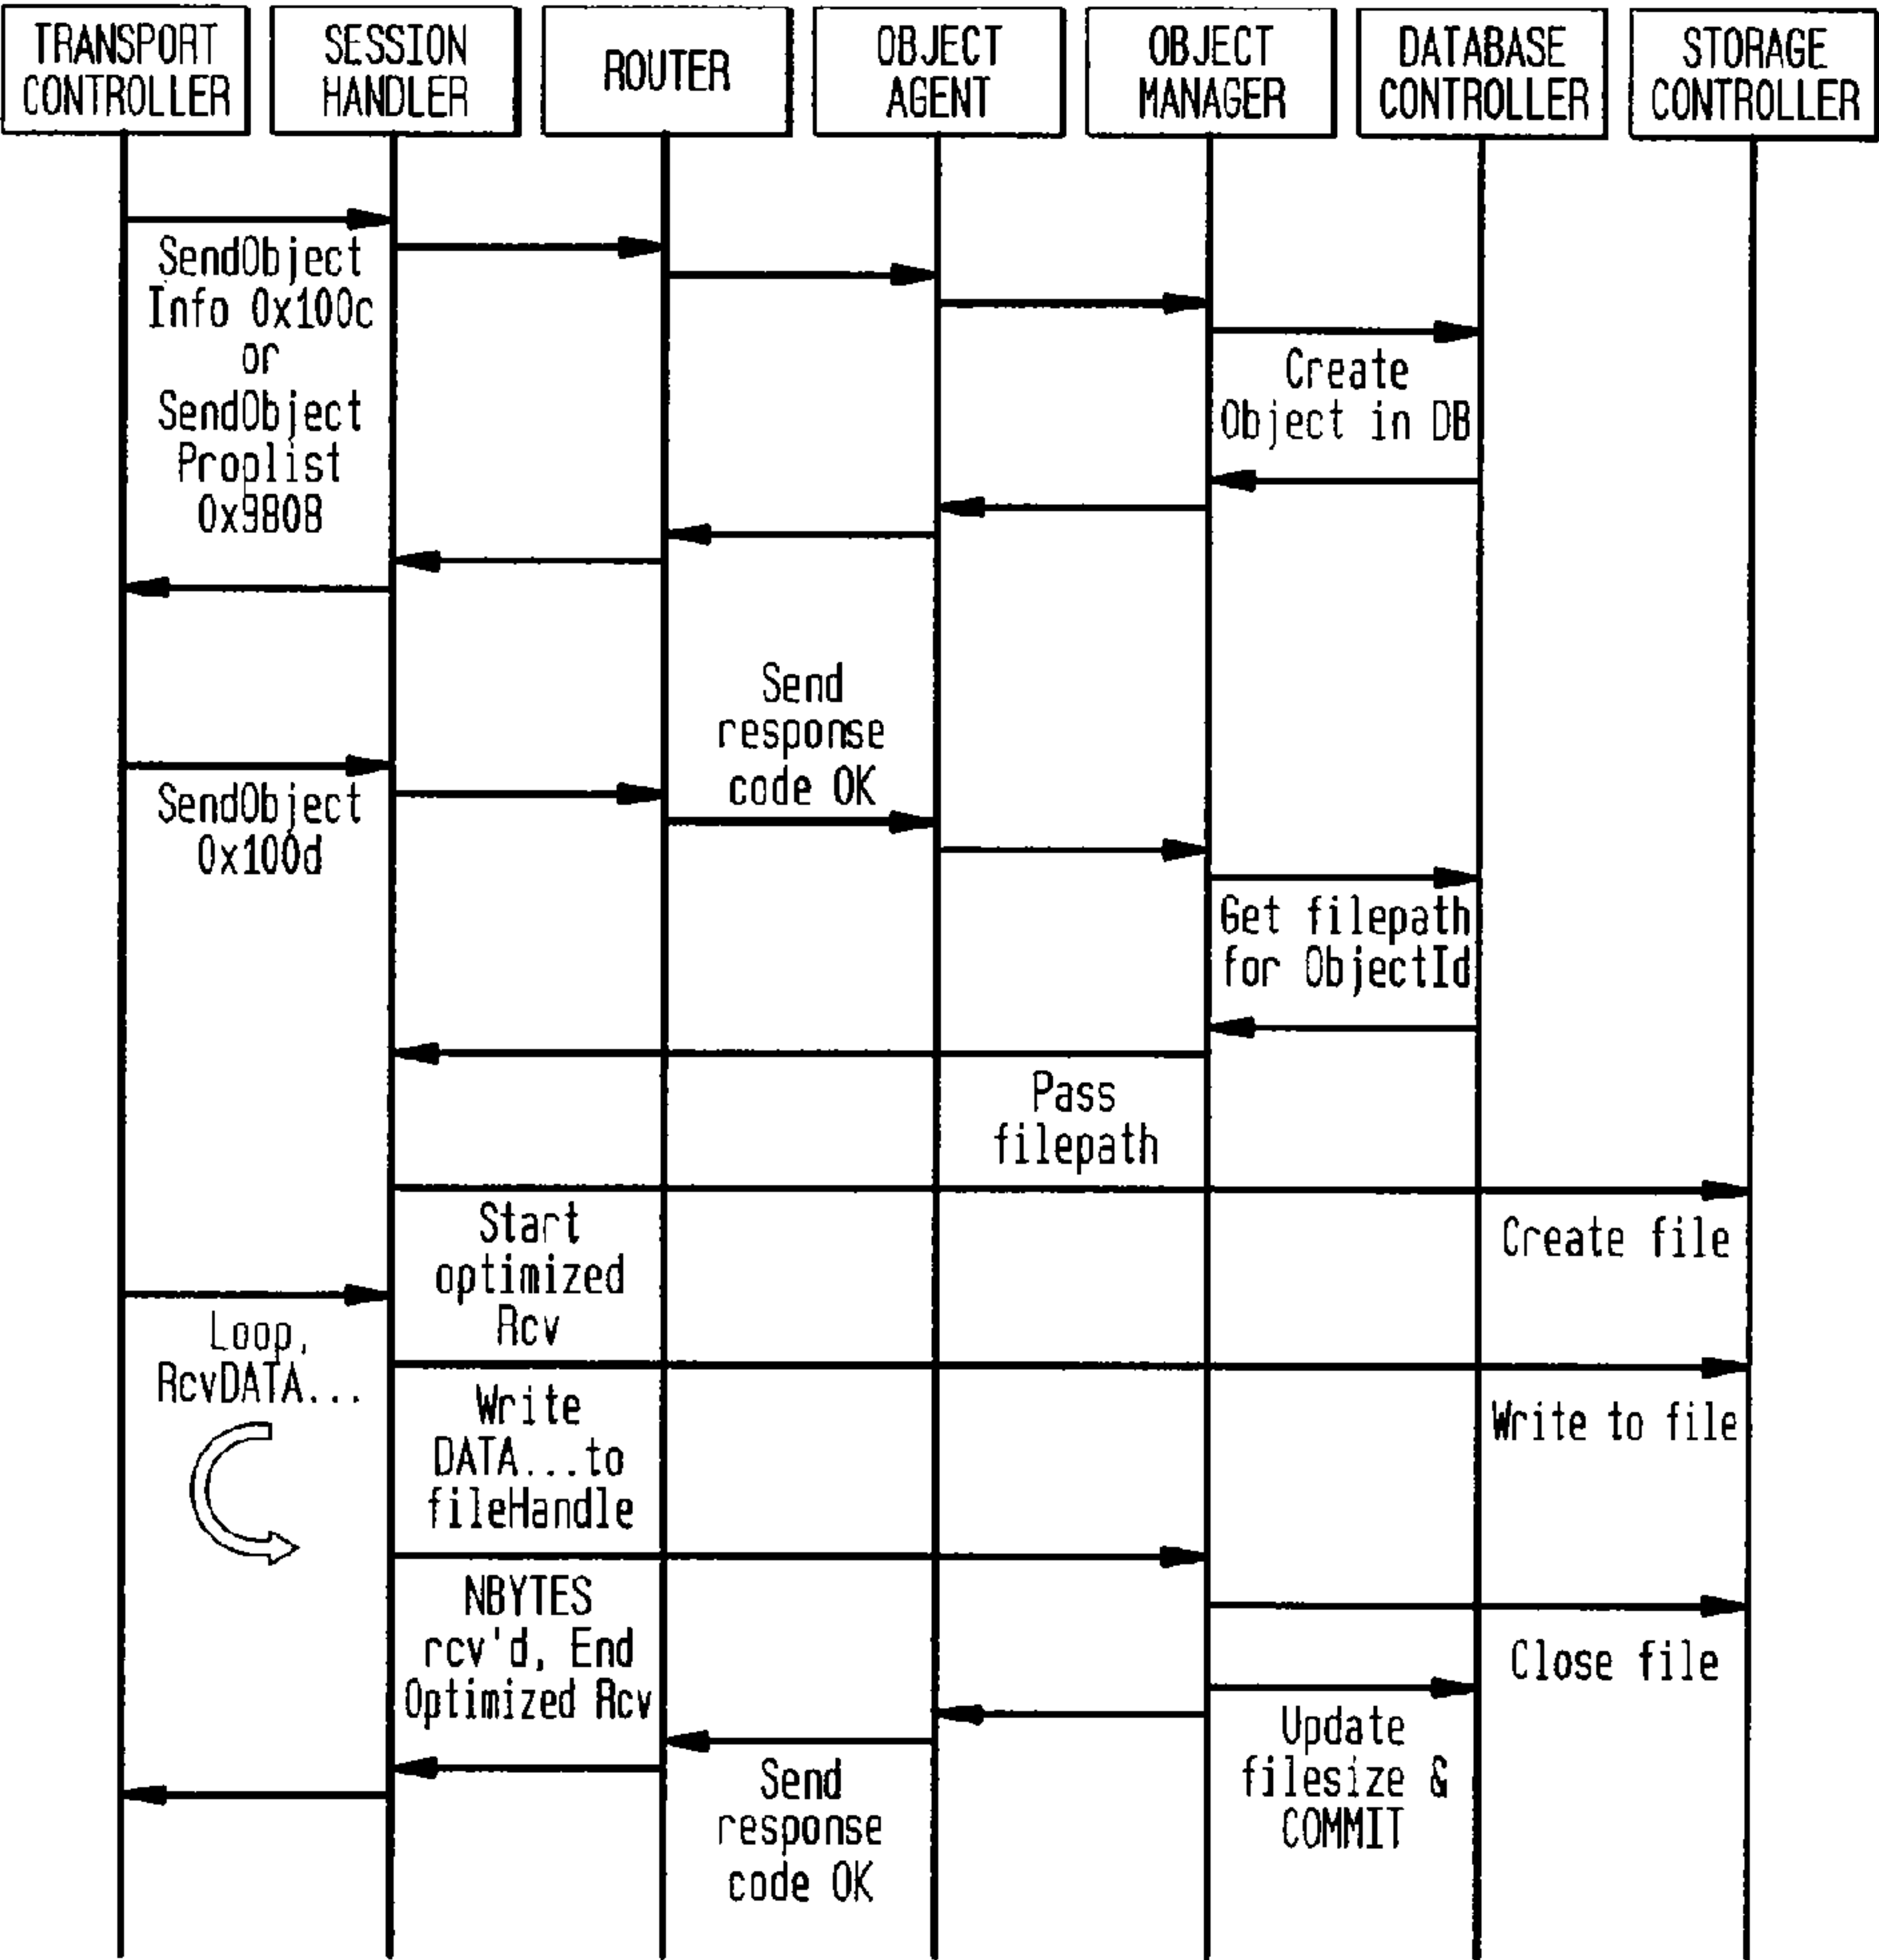 TRANSPORT
CONTROLLER
SESSION
HANDLER
ROUTER
OBJECT
AGENT
OBJECT
MANAGER
DATABASE
CONTROLLER
STORAGE
CONTROLLER
SendObject
Info 0x100c
or
SendObject
Proplist
0x9808
Create
Object in DB
Send
response
code OK
SendObject
0x100d
Get filepath
for ObjectId
Pass
filepath
Start
optimized
Rcv
Create file
Loop,
RcvDATA...
Write
DATA...to
fileHandle
Write to file
NBYTES
rcv'd, End
Optimized Rcv
Close file
Update
filesize &
COMMIT
Send
response
code OK